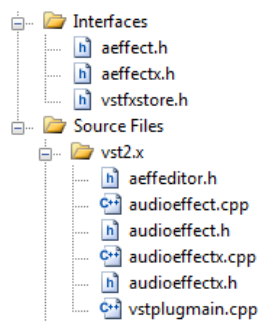 Interfaces
aeffect.h
aeffectx.h
vstfxstore.h
Source Files
vst2.x
aeffeditor.h
audioeffect.cpp
audioeffect.h
audioeffectx.cpp
audioeffectx.h
vstplugmain.cpp